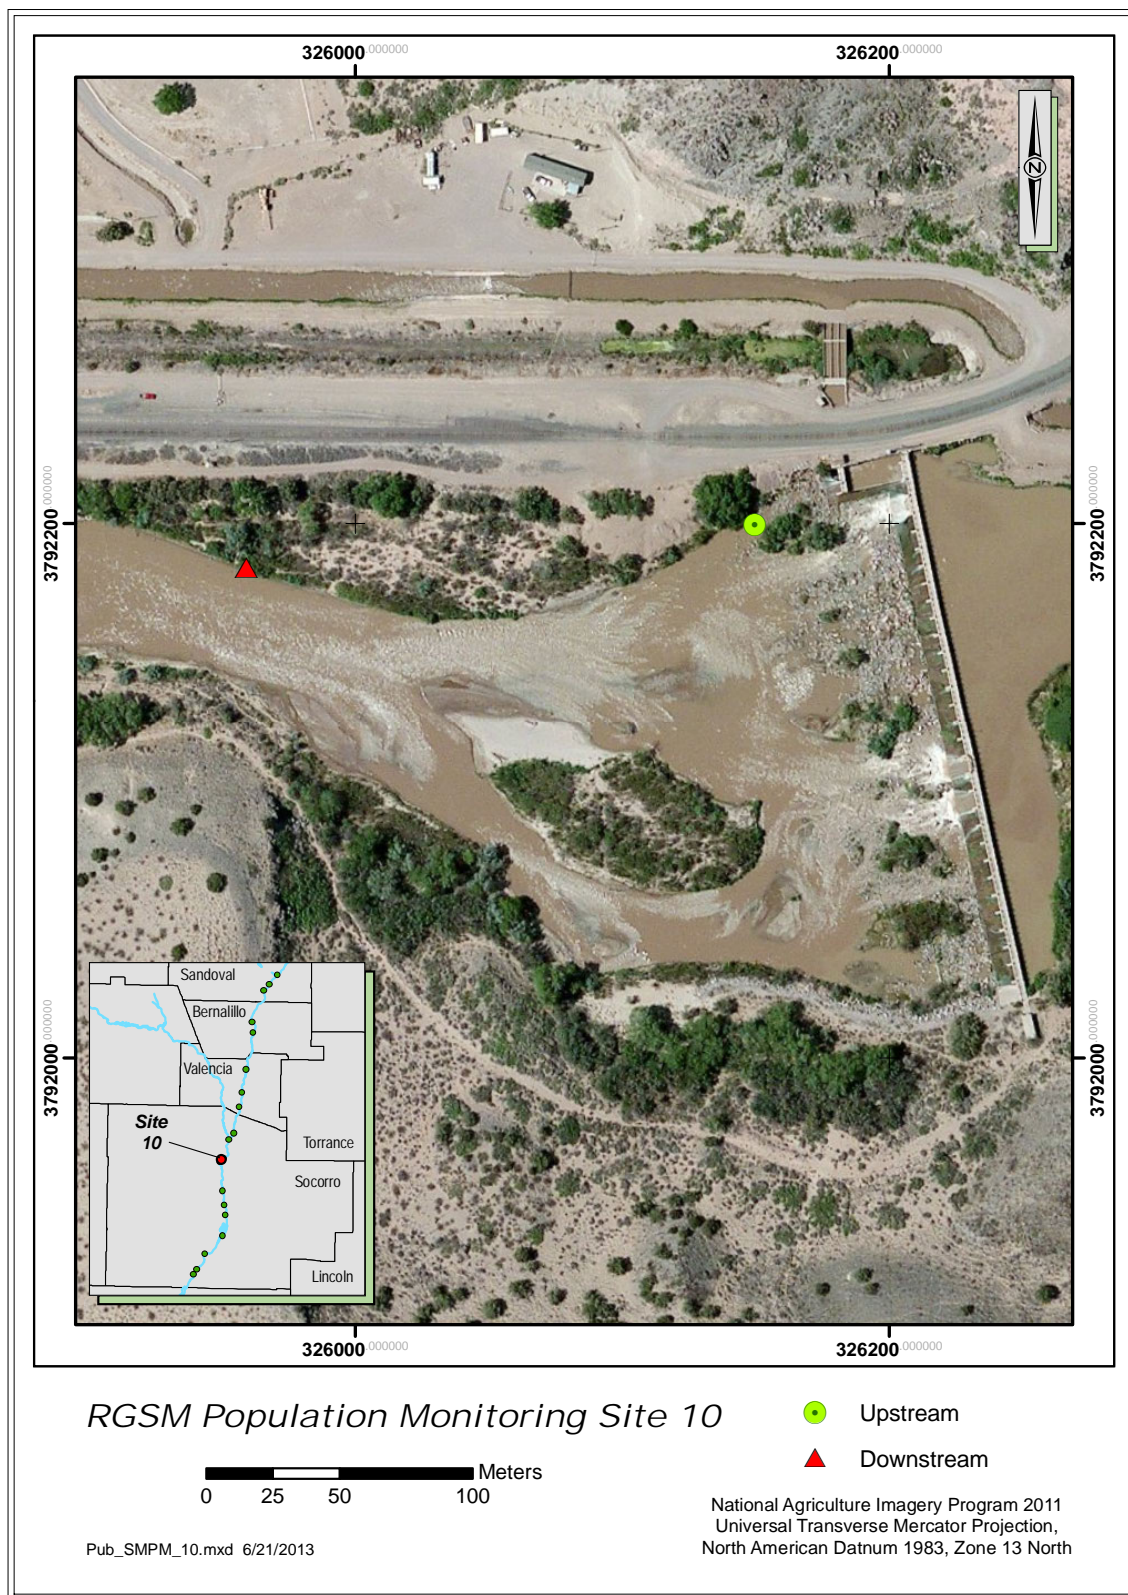 326000.000000 326200.000000
N
3792200.000000 3792200.000000
3792000.000000 3792000.000000
Sandoval
Bernalillo
Valencia
Site
10
Torrance
Socorro
Lincoln
326000.000000 326200.000000
RGSM Population Monitoring Site 10
Upstream
Downstream
Meters
0 25 50 100
National Agriculture Imagery Program 2011
Universal Transverse Mercator Projection,
North American Datnum 1983, Zone 13 North
Pub_SMPM_10.mxd 6/21/2013